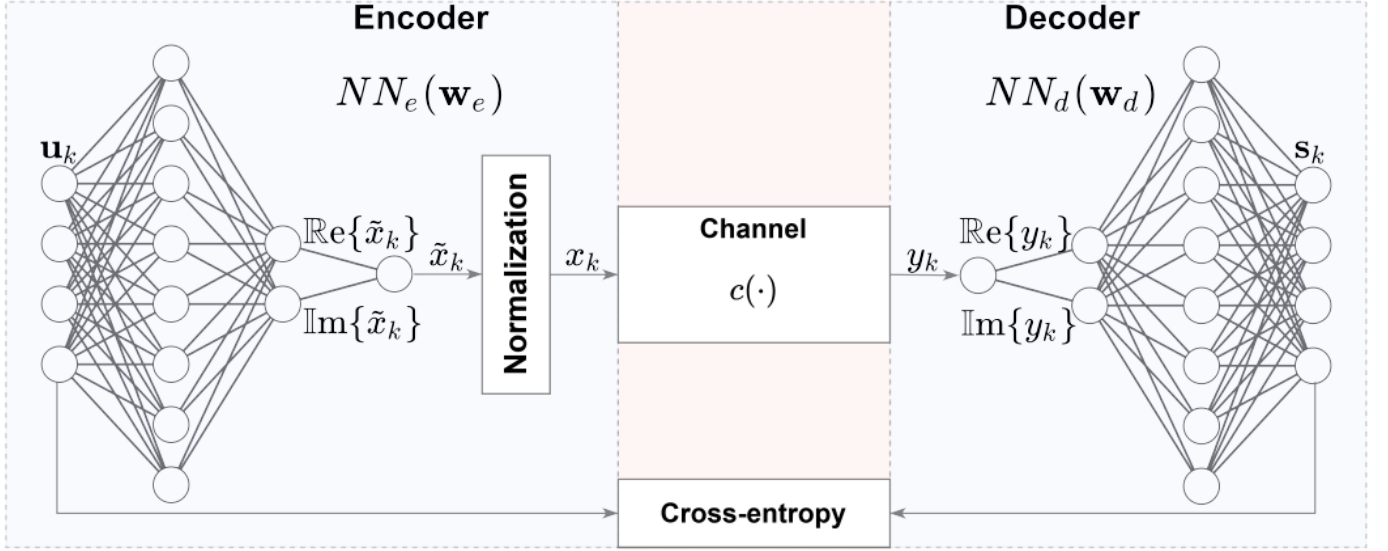 Encoder
Decoder
NN_e(𝐰_e)
NN_d(𝐰_d)
𝐮_k
𝐬_k
Normalization
ℝe{x̃_k}
x̃_k
𝕀m{x̃_k}
x_k
Channel
c(·)
y_k
ℝe{y_k}
𝕀m{y_k}
Cross-entropy